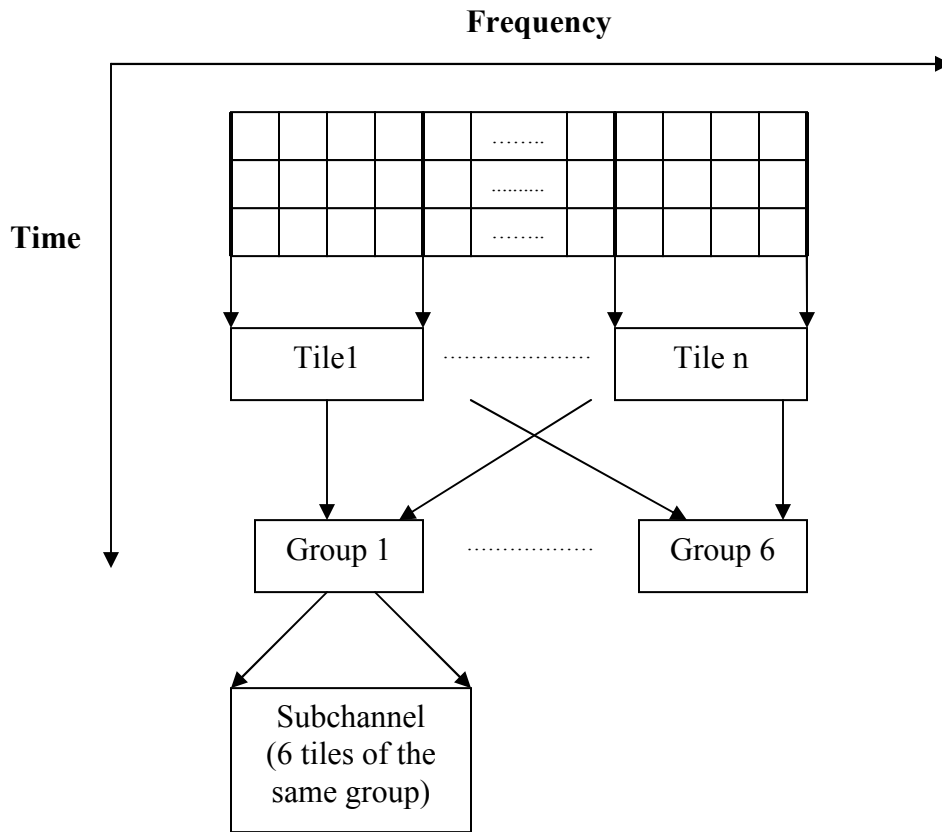 Frequency
........
..........
Time
........
Tile1
.....................
Tile n
Group 1
..................
Group 6
Subchannel
(6 tiles of the
same group)